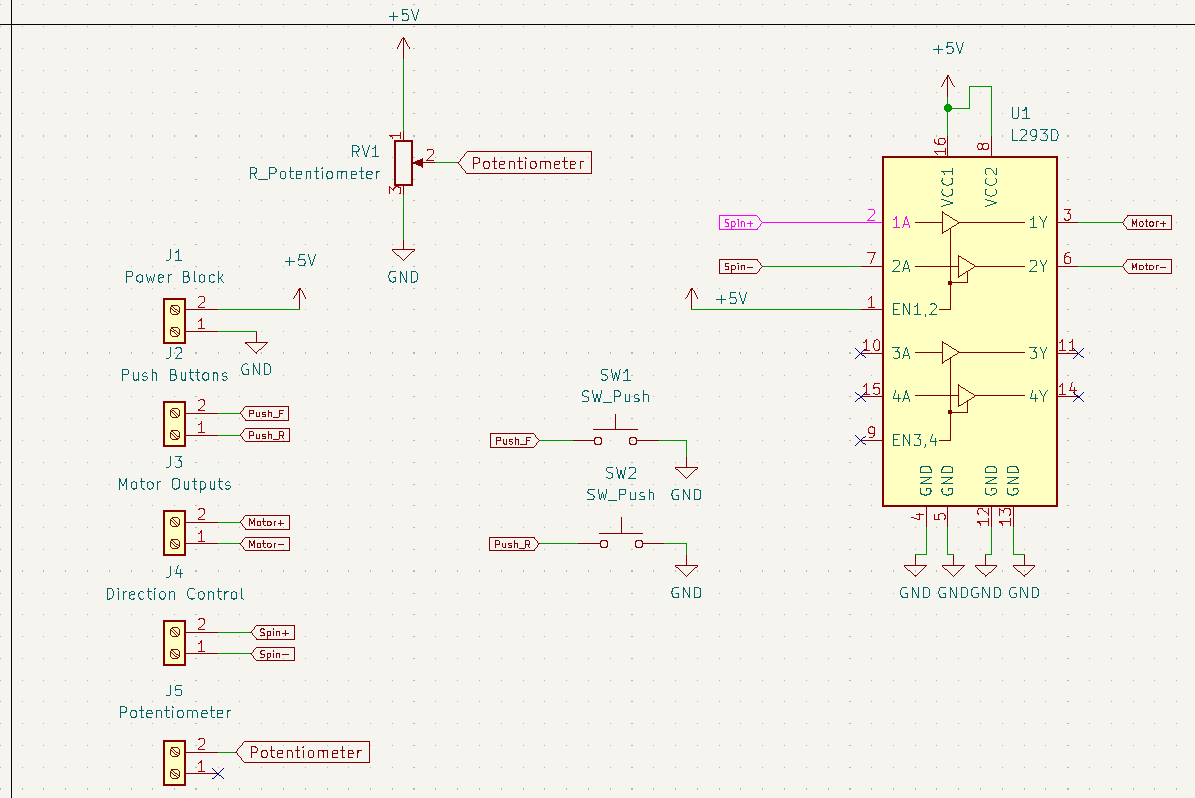 +5V
RV1
R_Potentiometer
1
2
3
Potentiometer
GND
J1
Power Block
2
1
+5V
GND
J2
Push Buttons
2
1
Push_F
Push_R
J3
Motor Outputs
2
1
Motor+
Motor-
J4
Direction Control
2
1
Spin+
Spin-
J5
Potentiometer
2
1
Potentiometer
SW1
SW_Push
Push_F
GND
SW2
SW_Push
Push_R
GND
+5V
U1
L293D
16
8
VCC1
VCC2
Spin+
2
1A
1Y
3
Motor+
Spin-
7
2A
2Y
6
Motor-
+5V
1
EN1,2
10
3A
3Y
11
15
4A
4Y
14
9
EN3,4
GND
GND
GND
GND
4
5
12
13
GND
GND
GND
GND